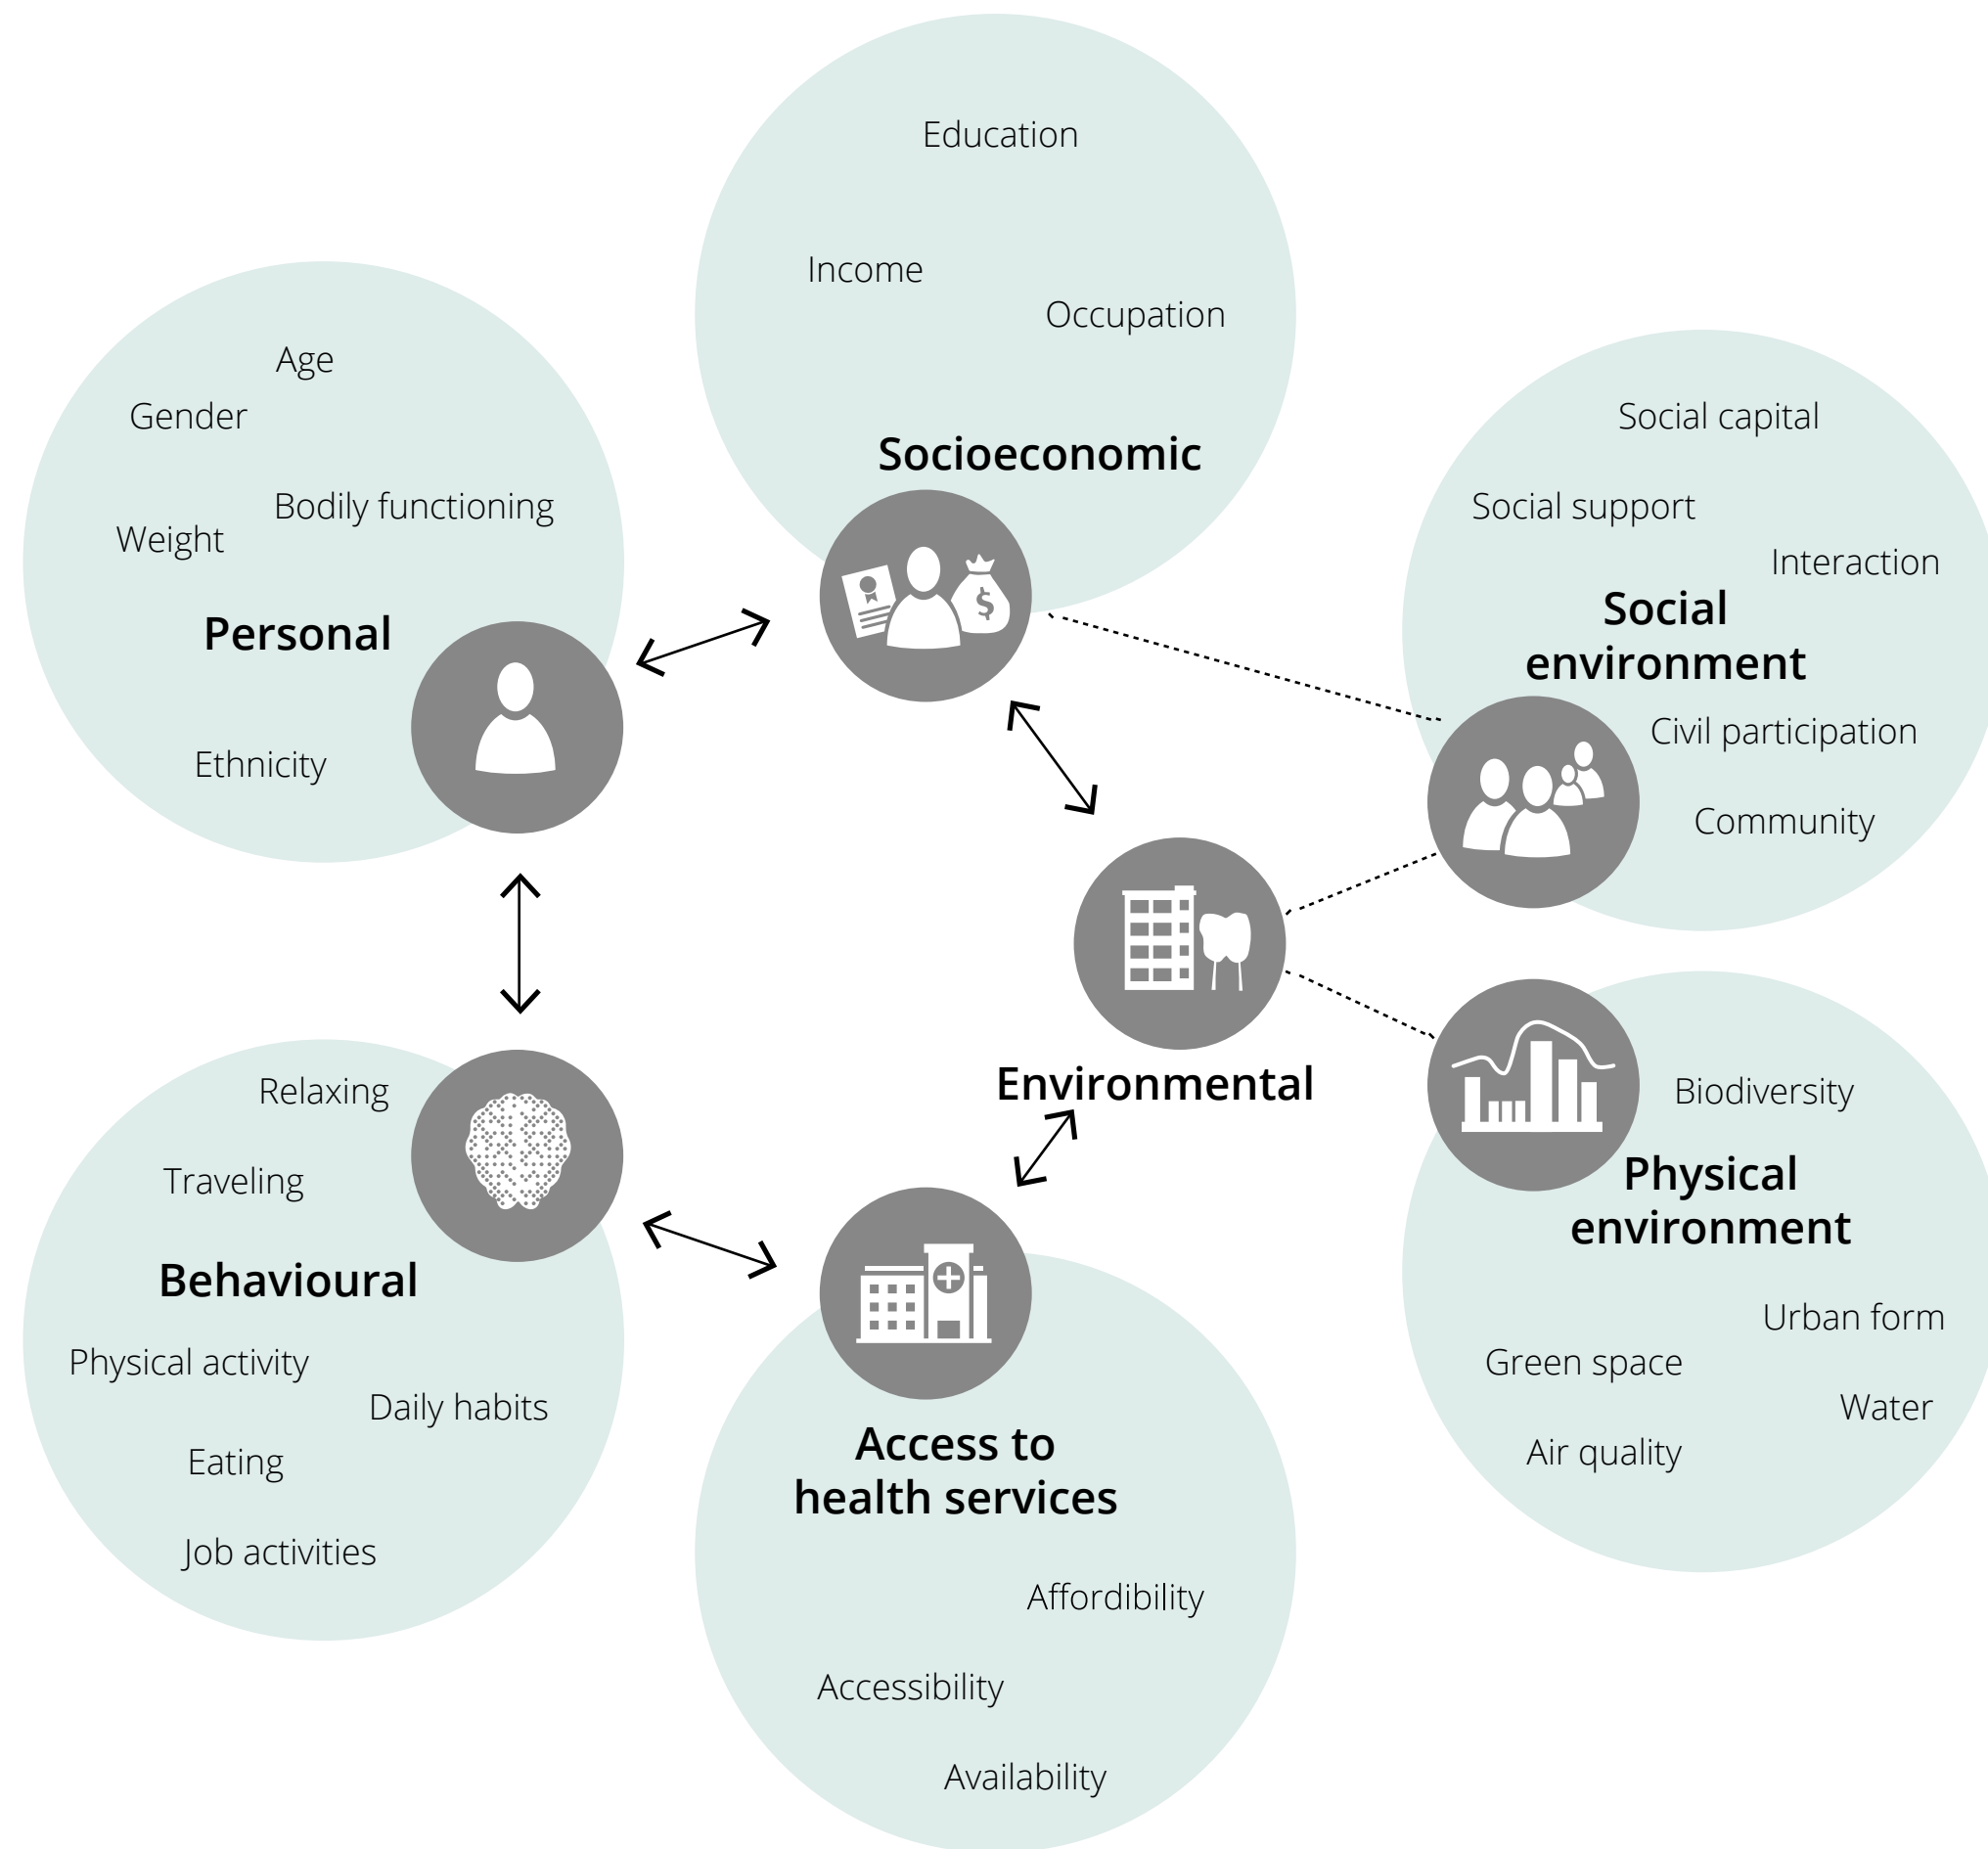 Education
Income
Occupation
Socioeconomic
$
Age
Gender
Bodily functioning
Weight
Personal
Ethnicity
Social capital
Social support
Interaction
Social
environment
Civil participation
Community
Environmental
Relaxing
Traveling
Behavioural
Physical activity
Daily habits
Eating
Job activities
Access to
health services
Affordibility
Accessibility
Availability
Biodiversity
Physical
environment
Urban form
Green space
Water
Air quality